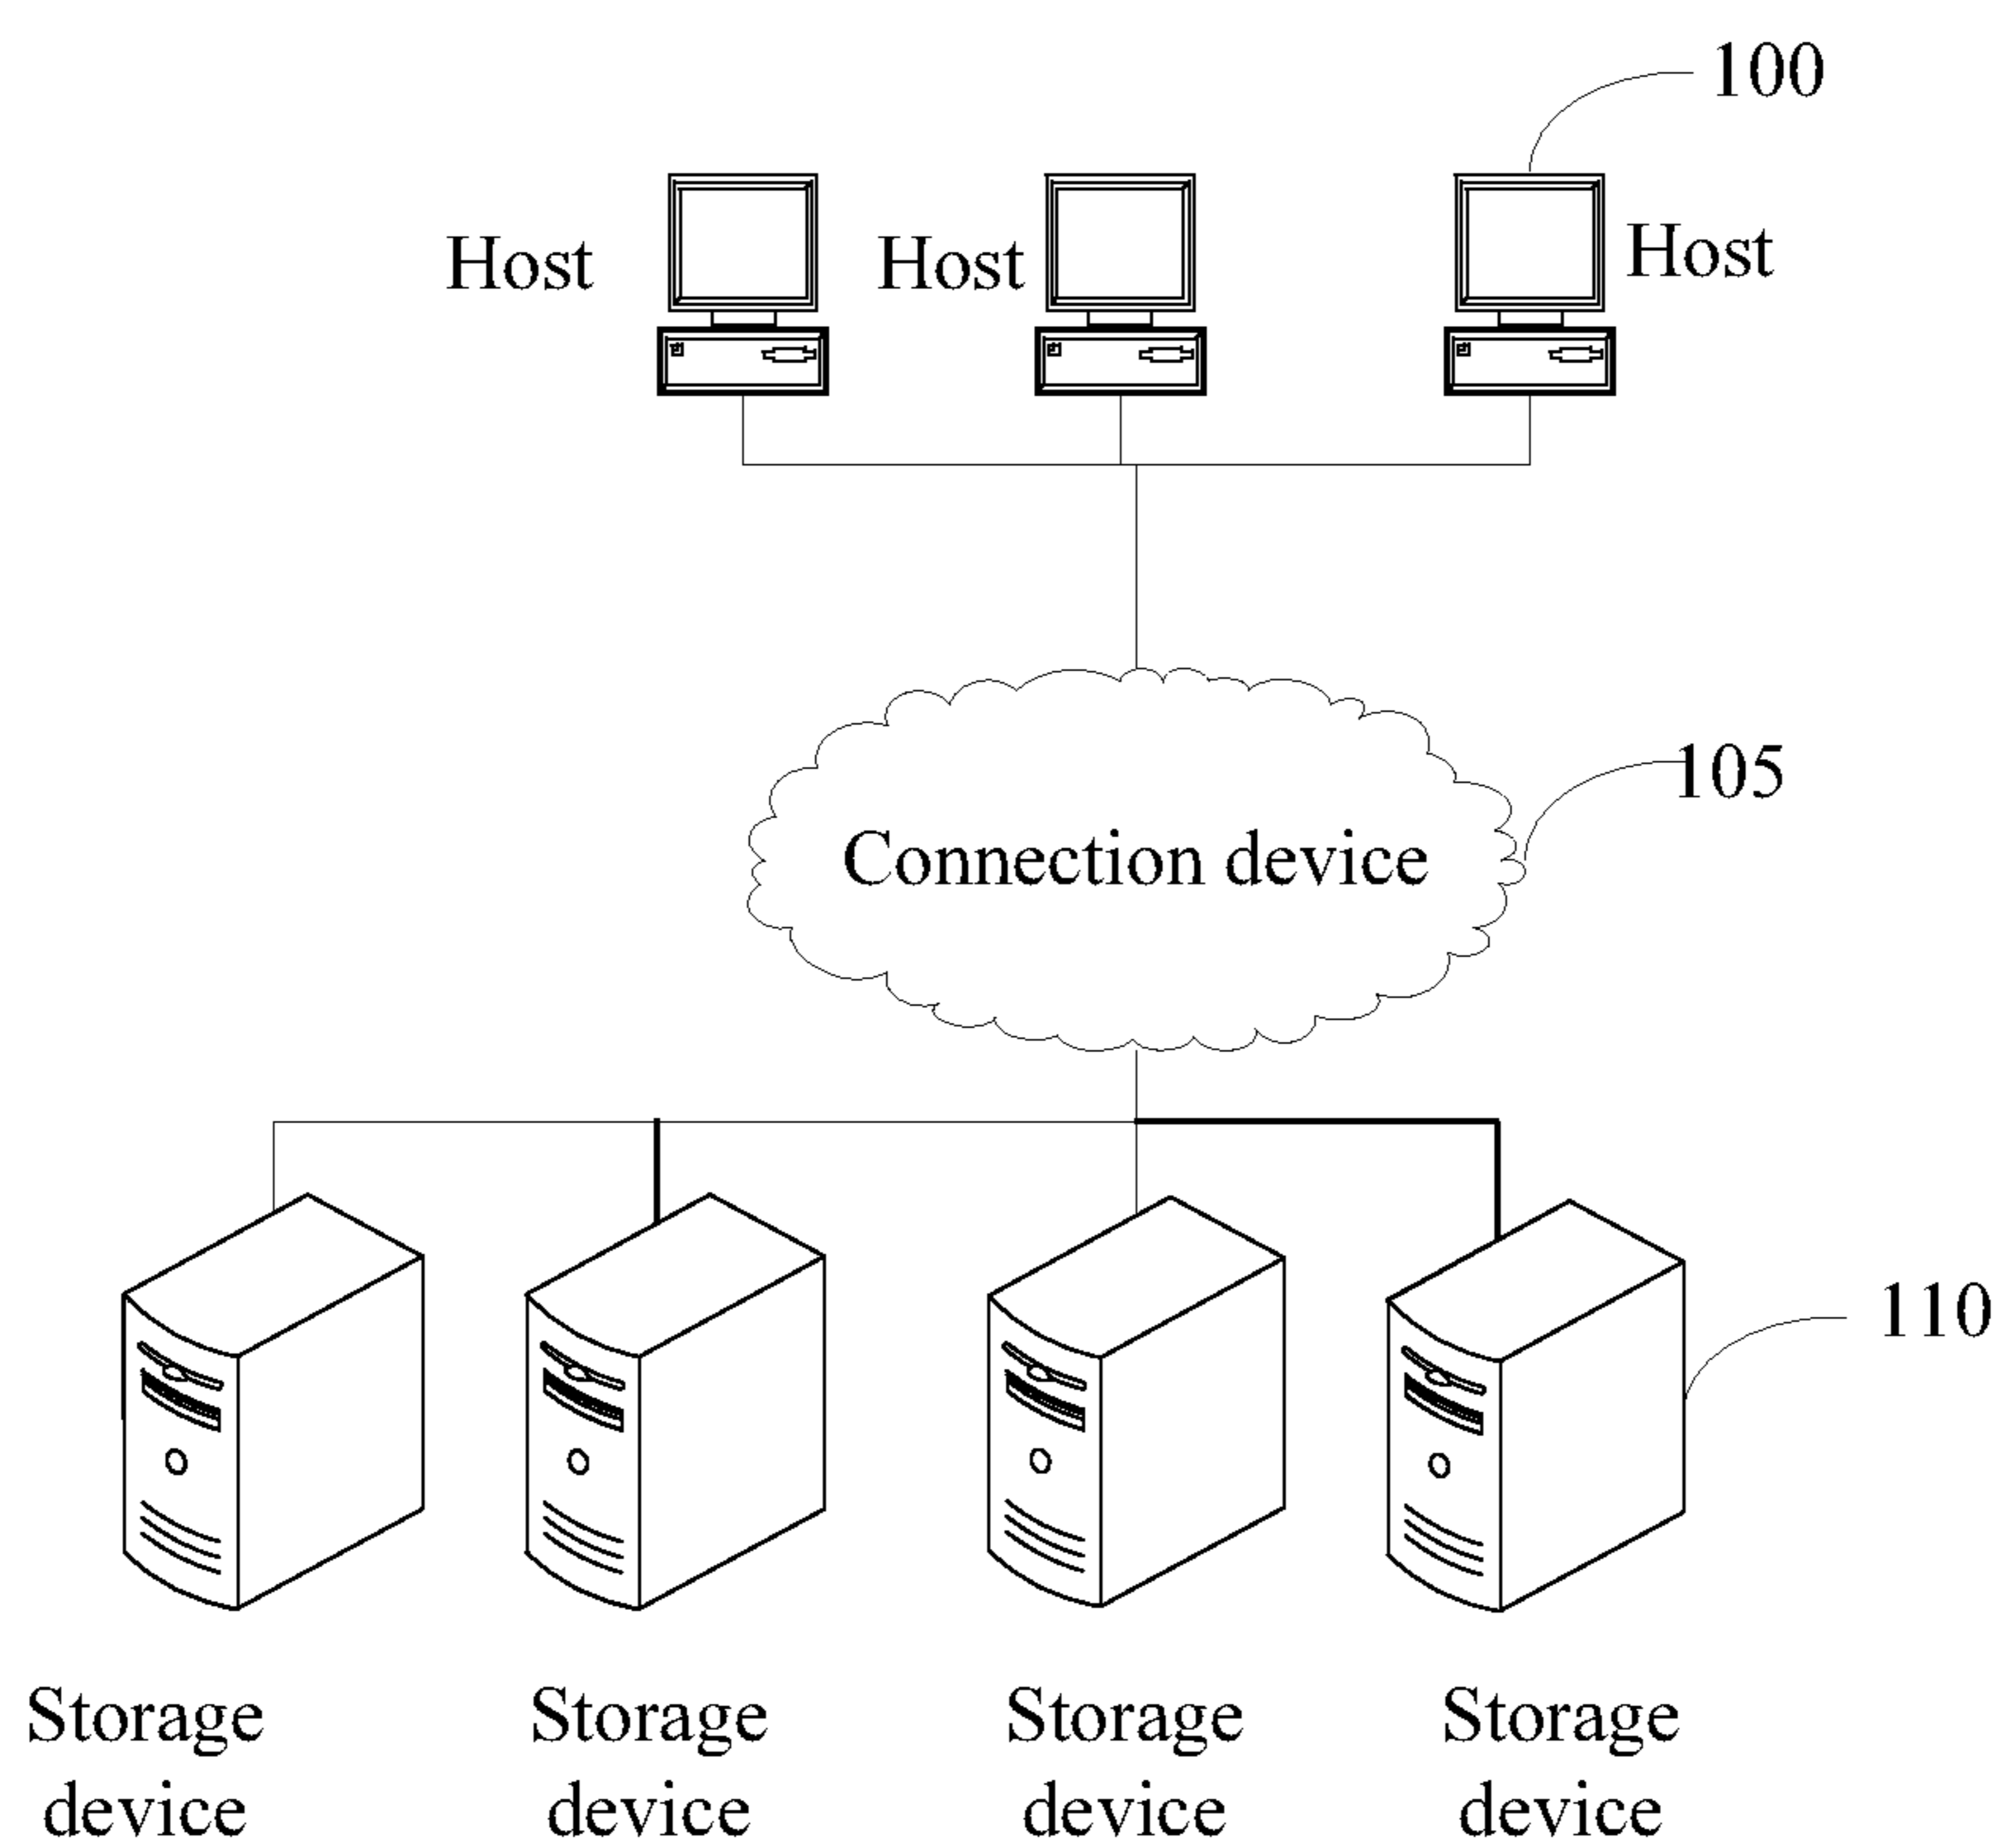 100
Host
Host
Host
105
Connection device
110
Storage
device
Storage
device
Storage
device
Storage
device